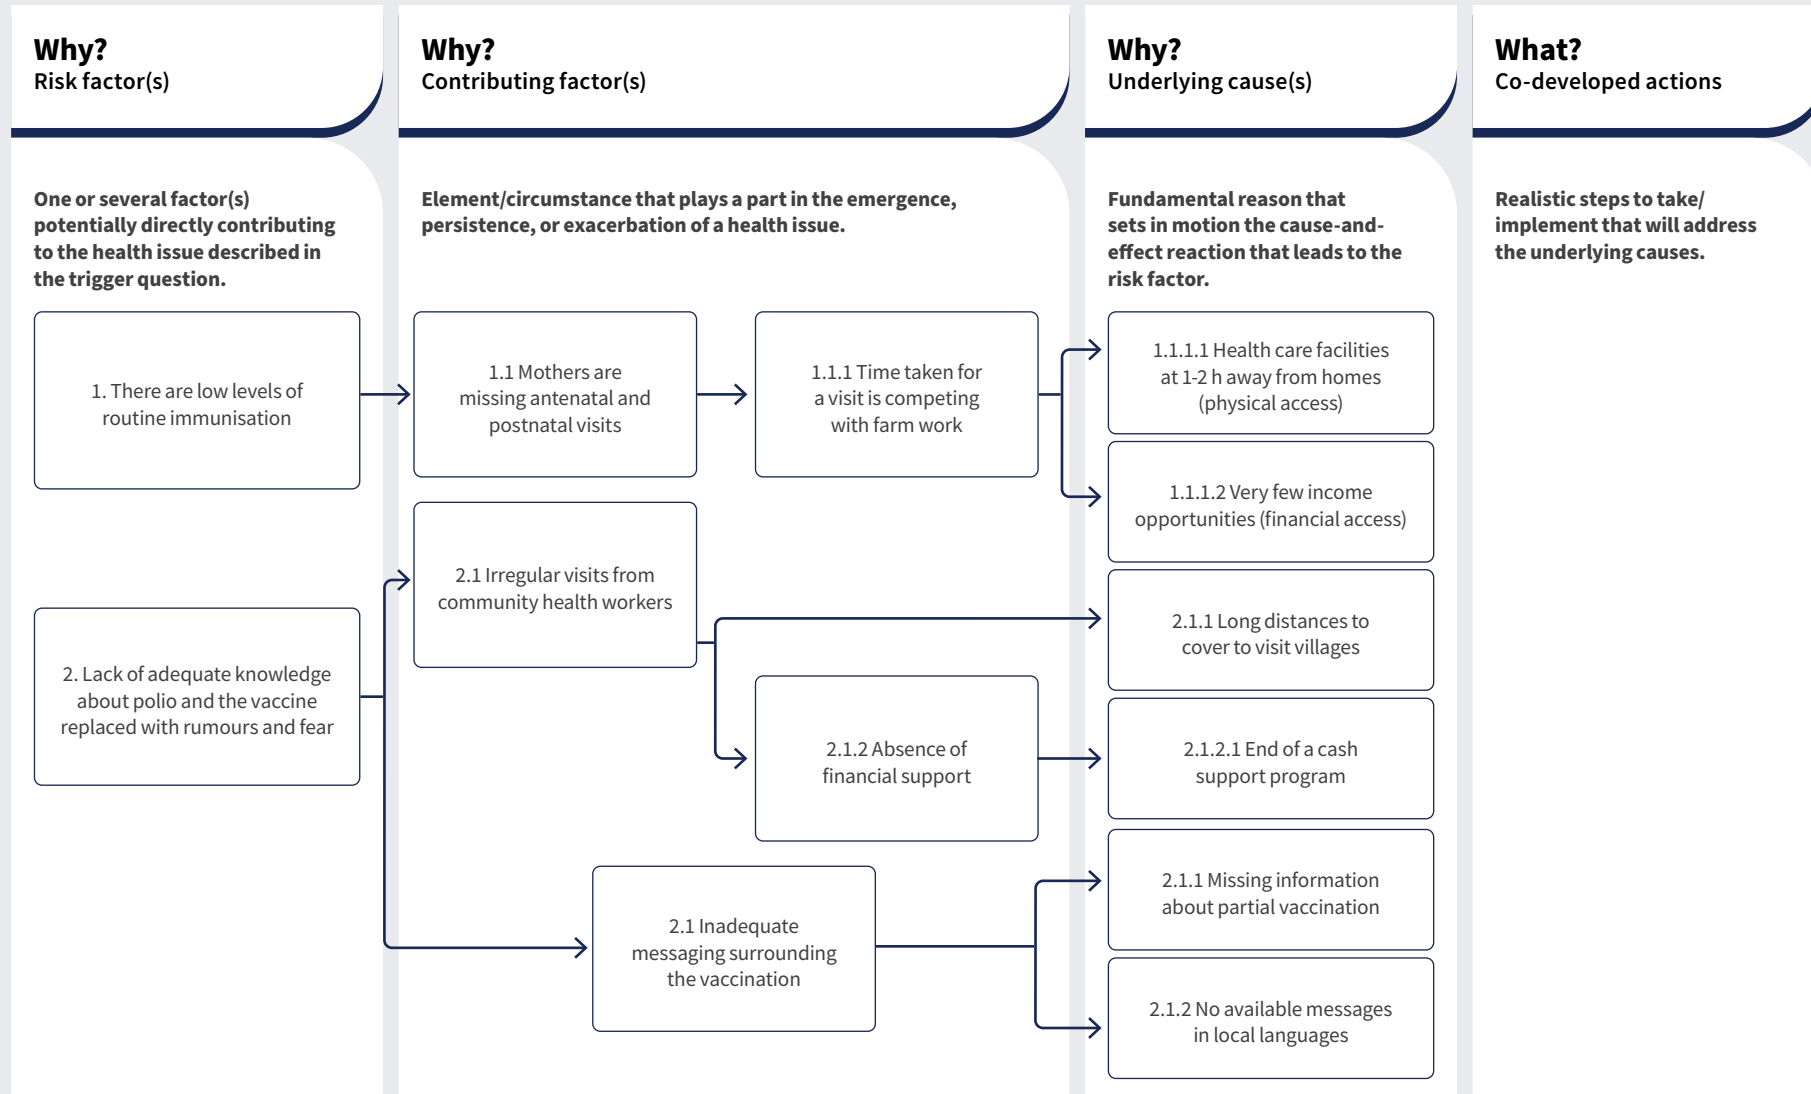 Why?
Risk factor(s)
Why?
Contributing factor(s)
Why?
Underlying cause(s)
What?
Co-developed actions
One or several factor(s)
potentially directly contributing
to the health issue described in
the trigger question.
Element/circumstance that plays a part in the emergence,
persistence, or exacerbation of a health issue.
Fundamental reason that
sets in motion the cause-and-
effect reaction that leads to the
risk factor.
Realistic steps to take/
implement that will address
the underlying causes.
1. There are low levels of
routine immunisation
1.1 Mothers are
missing antenatal and
postnatal visits
1.1.1 Time taken for
a visit is competing
with farm work
1.1.1.1 Health care facilities
at 1-2 h away from homes
(physical access)
1.1.1.2 Very few income
opportunities (financial access)
2. Lack of adequate knowledge
about polio and the vaccine
replaced with rumours and fear
2.1 Irregular visits from
community health workers
2.1.1 Long distances to
cover to visit villages
2.1.2 Absence of
financial support
2.1.2.1 End of a cash
support program
2.1 Inadequate
messaging surrounding
the vaccination
2.1.1 Missing information
about partial vaccination
2.1.2 No available messages
in local languages